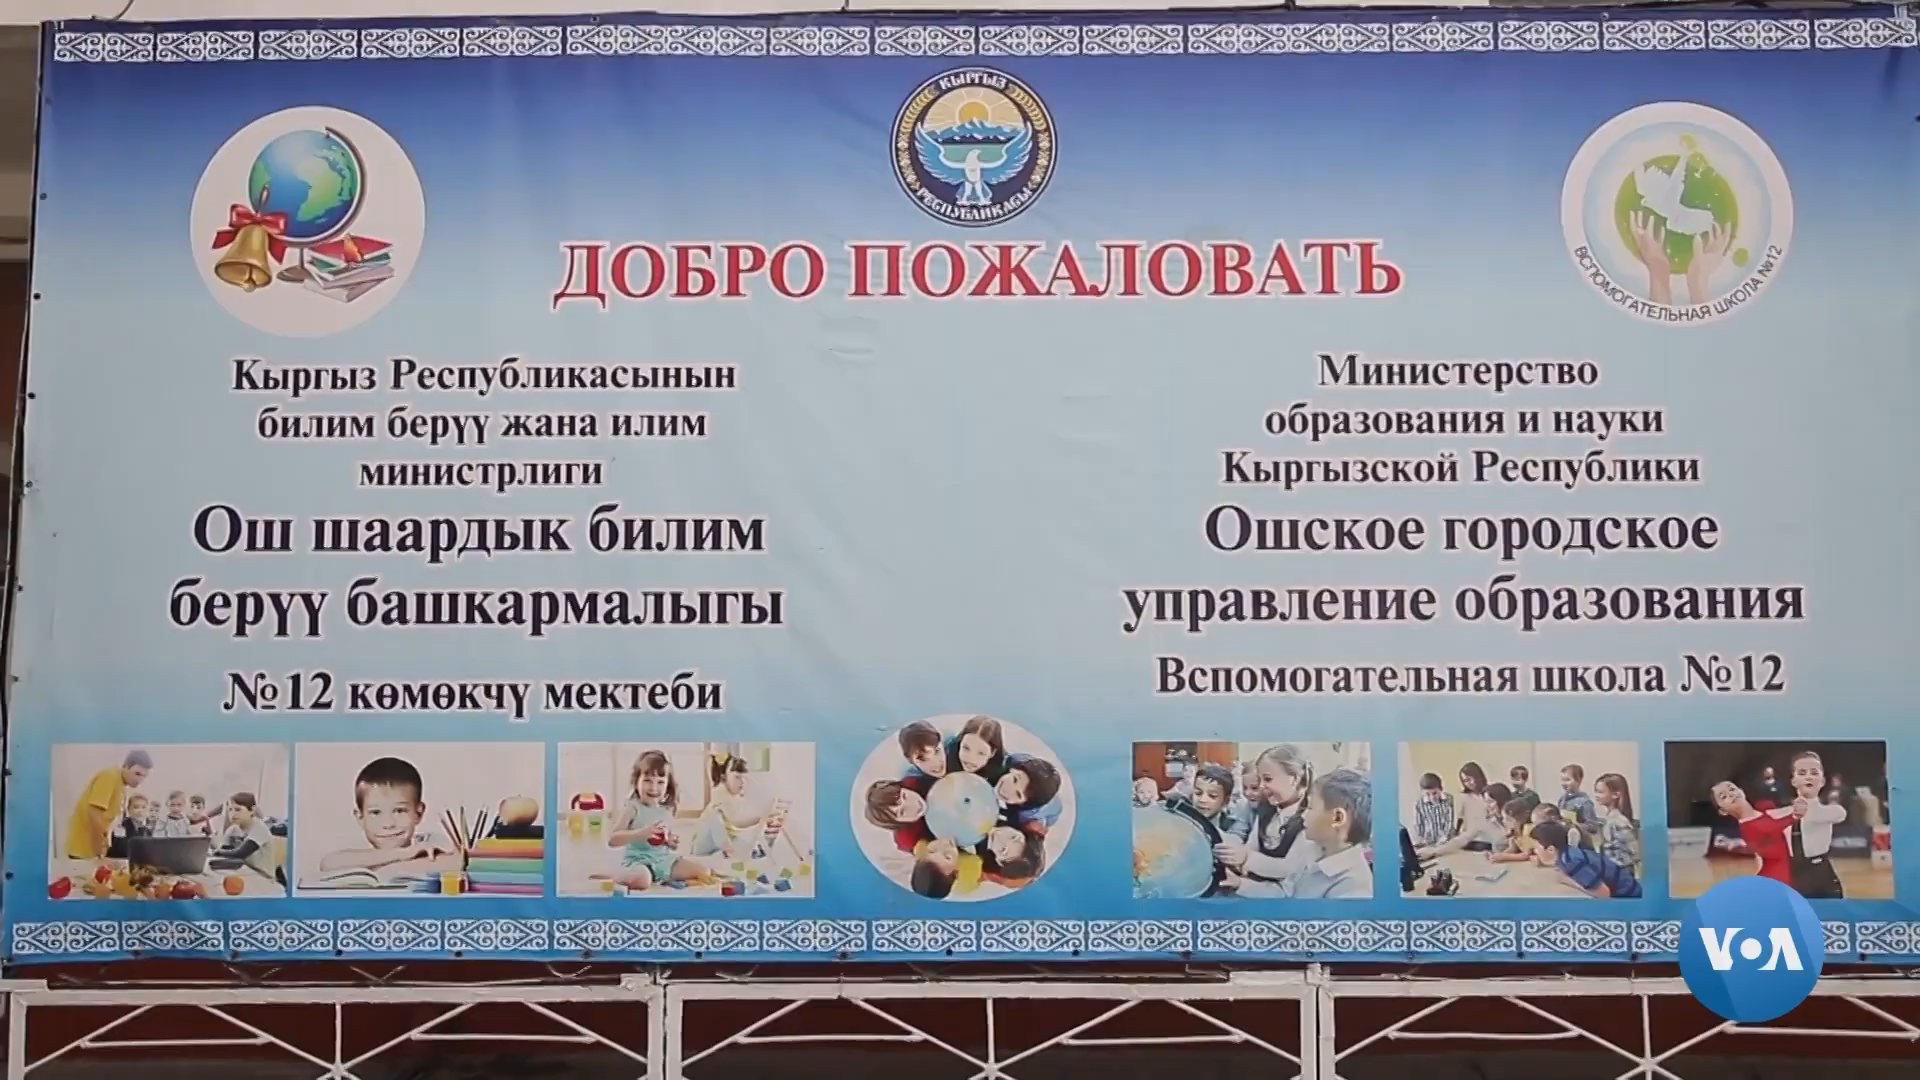 КЫРГЫЗ
РЕСПУБЛИКАСЫ
ВСПОМОГАТЕЛЬНАЯ ШКОЛА №12
ДОБРО ПОЖАЛОВАТЬ
Кыргыз Республикасынын
билим берүү жана илим
министрлиги
Ош шаардык билим
берүү башкармалыгы
№12 көмөкчү мектеби
Министерство
образования и науки
Кыргызской Республики
Ошское городское
управление образования
Вспомогательная школа №12
VOA